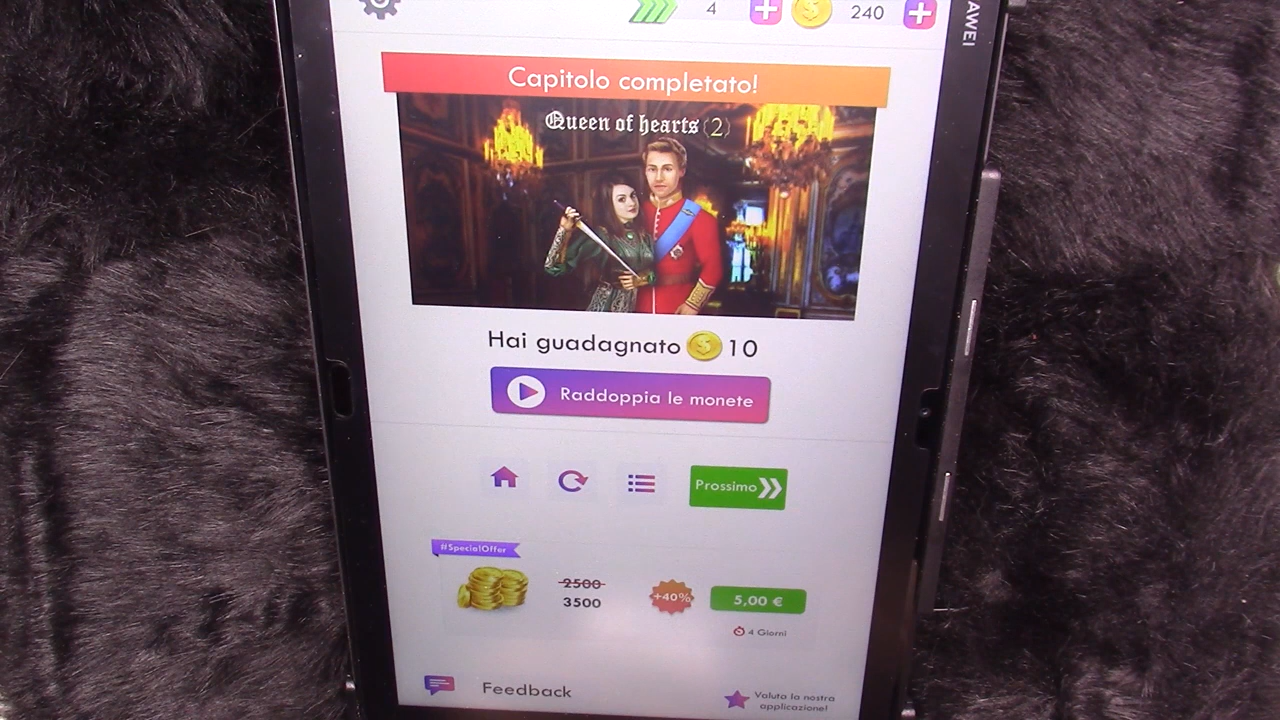 4
240
AWEI
Capitolo completato!
Queen of hearts (2)
Hai guadagnato 10
Raddoppia le monete
Prossimo
#SpecialOffer
2500
3500
+40%
5,00 €
4 Giorni
Feedback
Valuta la nostra
applicazione!